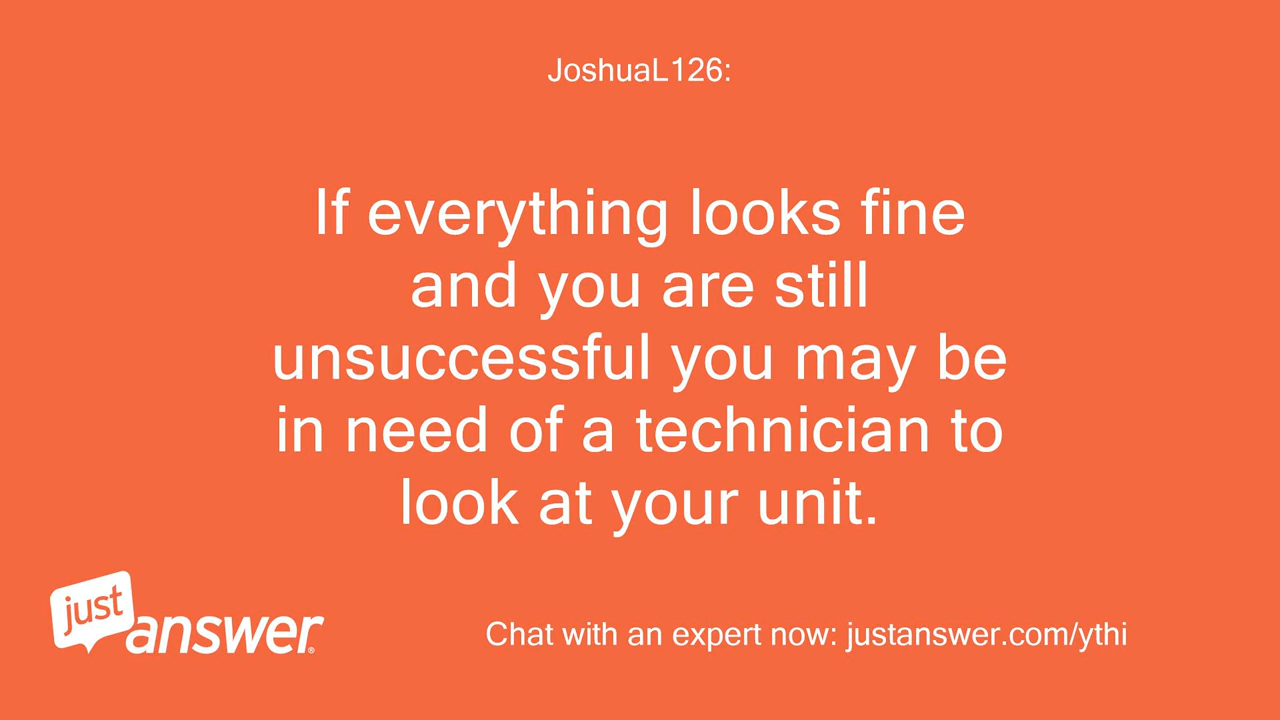 JoshuaL126:
If everything looks fine
and you are still
unsuccessful you may be
in need of a technician to
look at your unit.
just
answer®
Chat with an expert now: justanswer.com/ythi